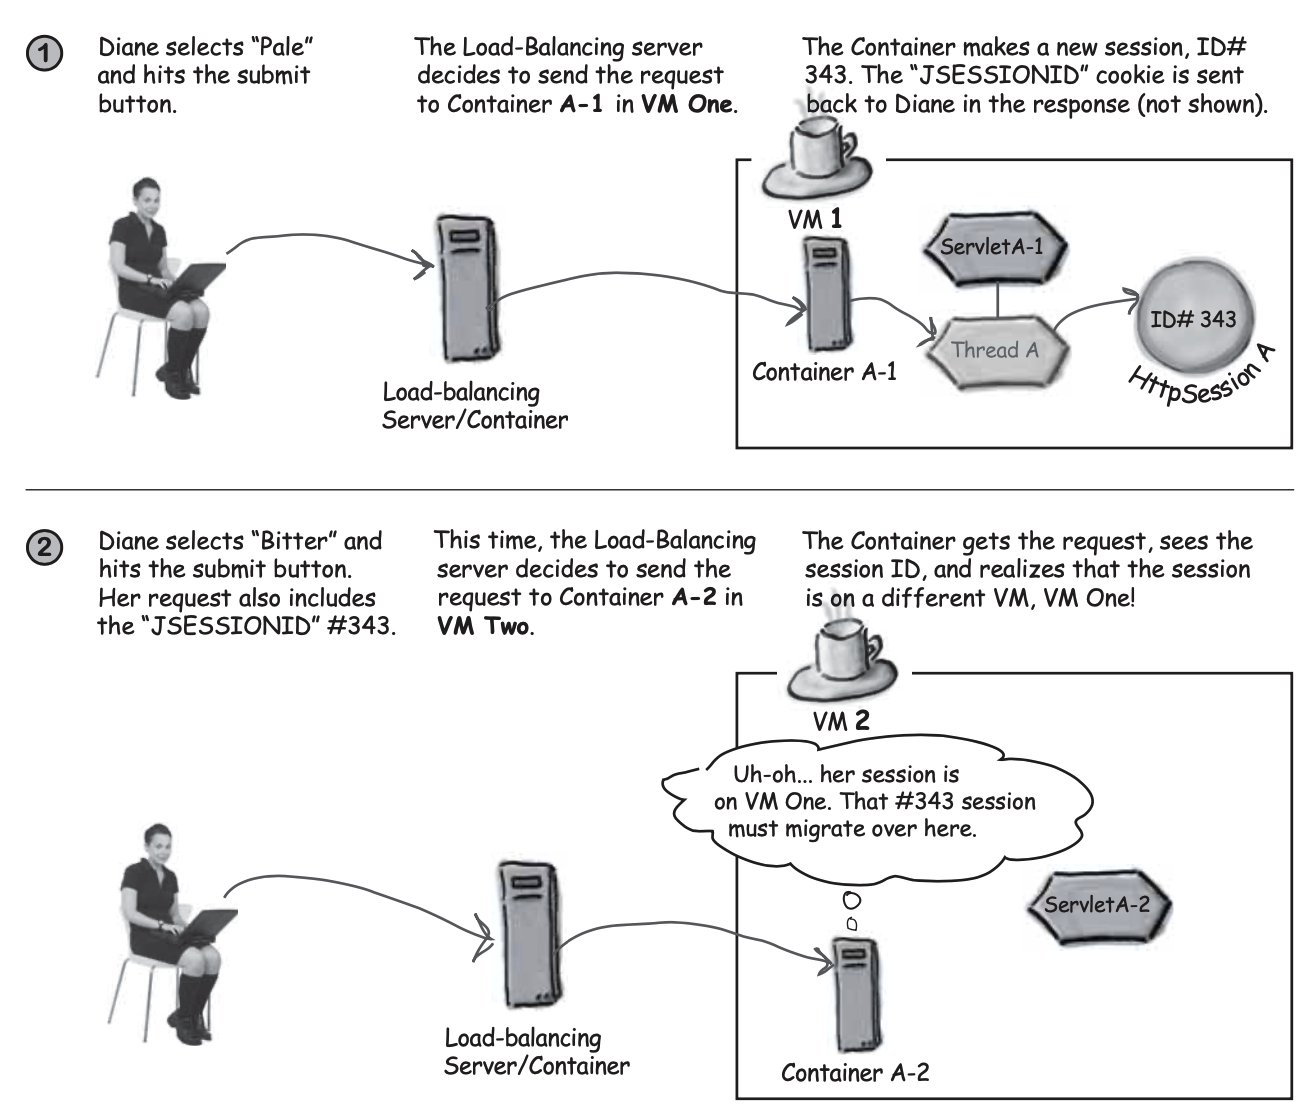 1
Diane selects “Pale”
and hits the submit
button.
The Load-Balancing server
decides to send the request
to Container A-1 in VM One.
The Container makes a new session, ID#
343. The “JSESSIONID” cookie is sent
back to Diane in the response (not shown).
VM 1
ServletA-1
Thread A
ID# 343
HttpSession A
Container A-1
Load-balancing
Server/Container
2
Diane selects “Bitter” and
hits the submit button.
Her request also includes
the “JSESSIONID” #343.
This time, the Load-Balancing
server decides to send the
request to Container A-2 in
VM Two.
The Container gets the request, sees the
session ID, and realizes that the session
is on a different VM, VM One!
VM 2
Uh-oh... her session is
on VM One. That #343 session
must migrate over here.
ServletA-2
Load-balancing
Server/Container
Container A-2